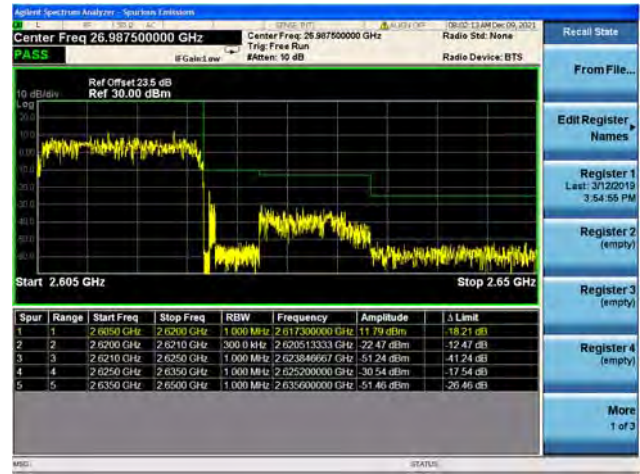 Agilent Spectrum Analyzer - Spurious Emissions
L RF 50 Ω AC SENSE:INT ALIGN OFF 08:02:13 AM Dec 09, 2021
Center Freq 26.987500000 GHz Center Freq: 26.987500000 GHz Radio Std: None
PASS IFGain:Low Trig: Free Run
#Atten: 10 dB Radio Device: BTS
Ref Offset 23.5 dB
10 dB/div Ref 30.00 dBm
Log
20.0
10.0
0.00
-10.0
-20.0
-30.0
-40.0
-50.0
-60.0
Start 2.605 GHz Stop 2.65 GHz
Spur Range Start Freq Stop Freq RBW Frequency Amplitude Δ Limit
1 1 2.6050 GHz 2.6200 GHz 1.000 MHz 2.617300000 GHz 11.79 dBm -18.21 dB
2 2 2.6200 GHz 2.6210 GHz 300.0 kHz 2.620513333 GHz -22.47 dBm -12.47 dB
3 3 2.6210 GHz 2.6250 GHz 1.000 MHz 2.623846667 GHz -51.24 dBm -41.24 dB
4 4 2.6250 GHz 2.6350 GHz 1.000 MHz 2.625200000 GHz -30.54 dBm -17.54 dB
5 5 2.6350 GHz 2.6500 GHz 1.000 MHz 2.635600000 GHz -51.46 dBm -26.46 dB
MSG STATUS
Recall State
From File...
Edit Register
Names
Register 1
Last: 3/12/2019
3:54:55 PM
Register 2
(empty)
Register 3
(empty)
Register 4
(empty)
More
1 of 3